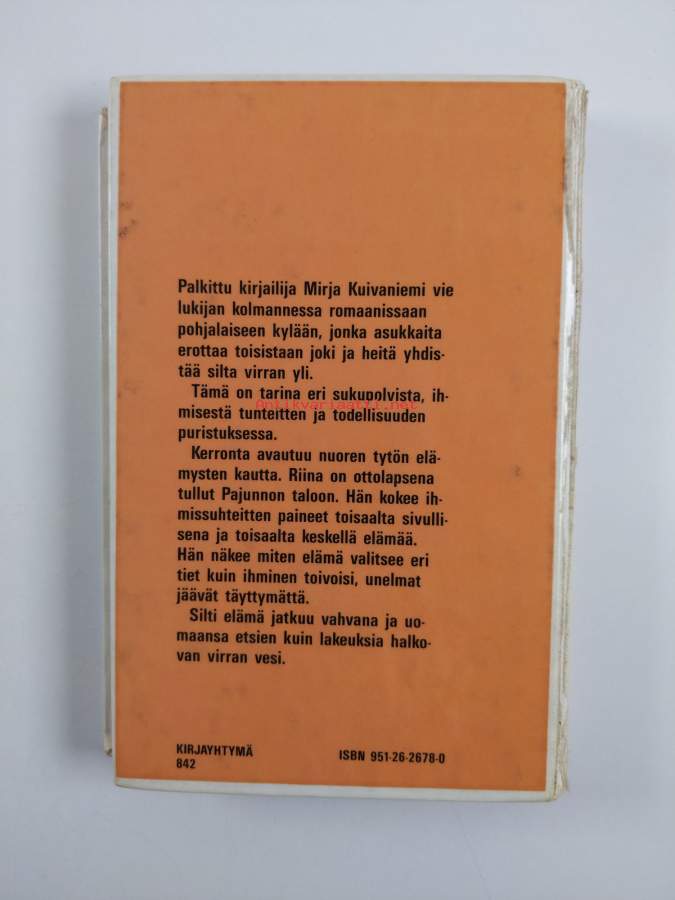 Palkittu kirjailija Mirja Kuivaniemi vie
lukijan kolmannessa romaanissaan
pohjalaiseen kylään, jonka asukkaita
erottaa toisistaan joki ja heitä yhdis-
tää silta virran yli.
Tämä on tarina eri sukupolvista, ih-
Antikvariaatti.net
misestä tunteitten ja todellisuuden
puristuksessa.
Kerronta avautuu nuoren tytön elä-
mysten kautta. Riina on ottolapsena
tullut Pajunnon taloon. Hän kokee ih-
missuhteitten paineet toisaalta sivulli-
sena ja toisaalta keskellä elämää.
Hän näkee miten elämä valitsee eri
tiet kuin ihminen toivoisi, unelmat
jäävät täyttymättä.
Silti elämä jatkuu vahvana ja uo-
maansa etsien kuin lakeuksia halko-
van virran vesi.
KIRJAYHTYMÄ
842
ISBN 951-26-2678-0